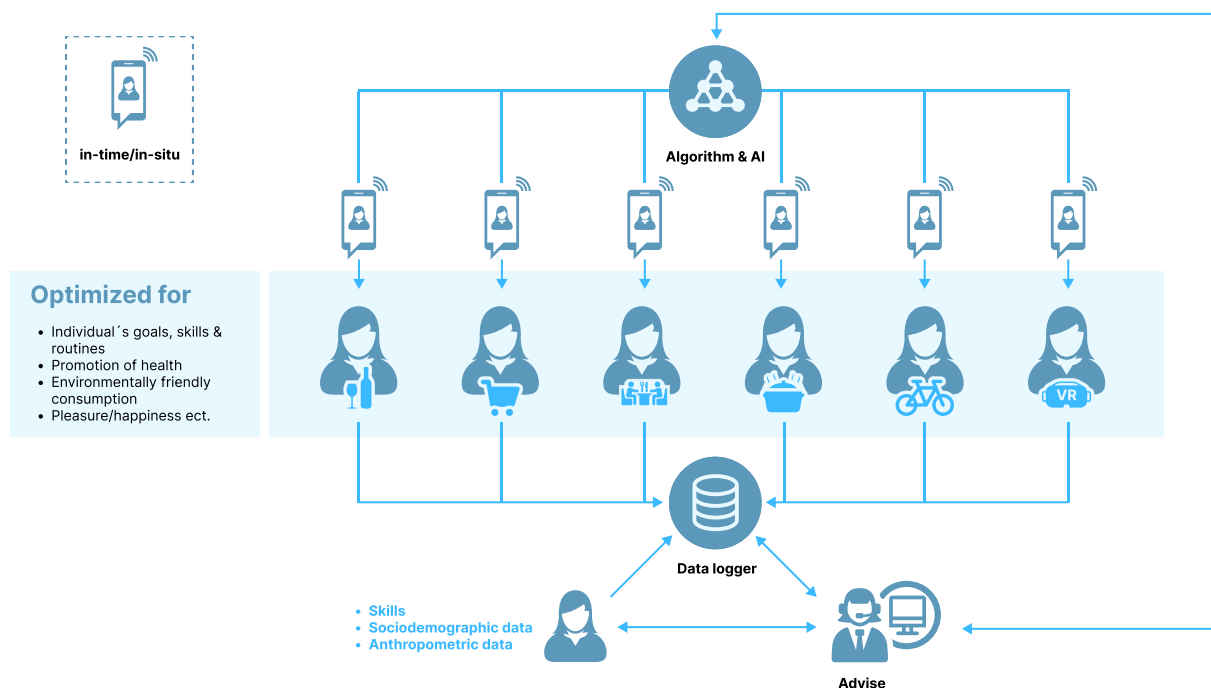 in-time/in-situ
Algorithm & AI
Optimized for
• Individual´s goals, skills &
routines
• Promotion of health
• Environmentally friendly
consumption
• Pleasure/happiness ect.
VR
Data logger
• Skills
• Sociodemographic data
• Anthropometric data
Advise